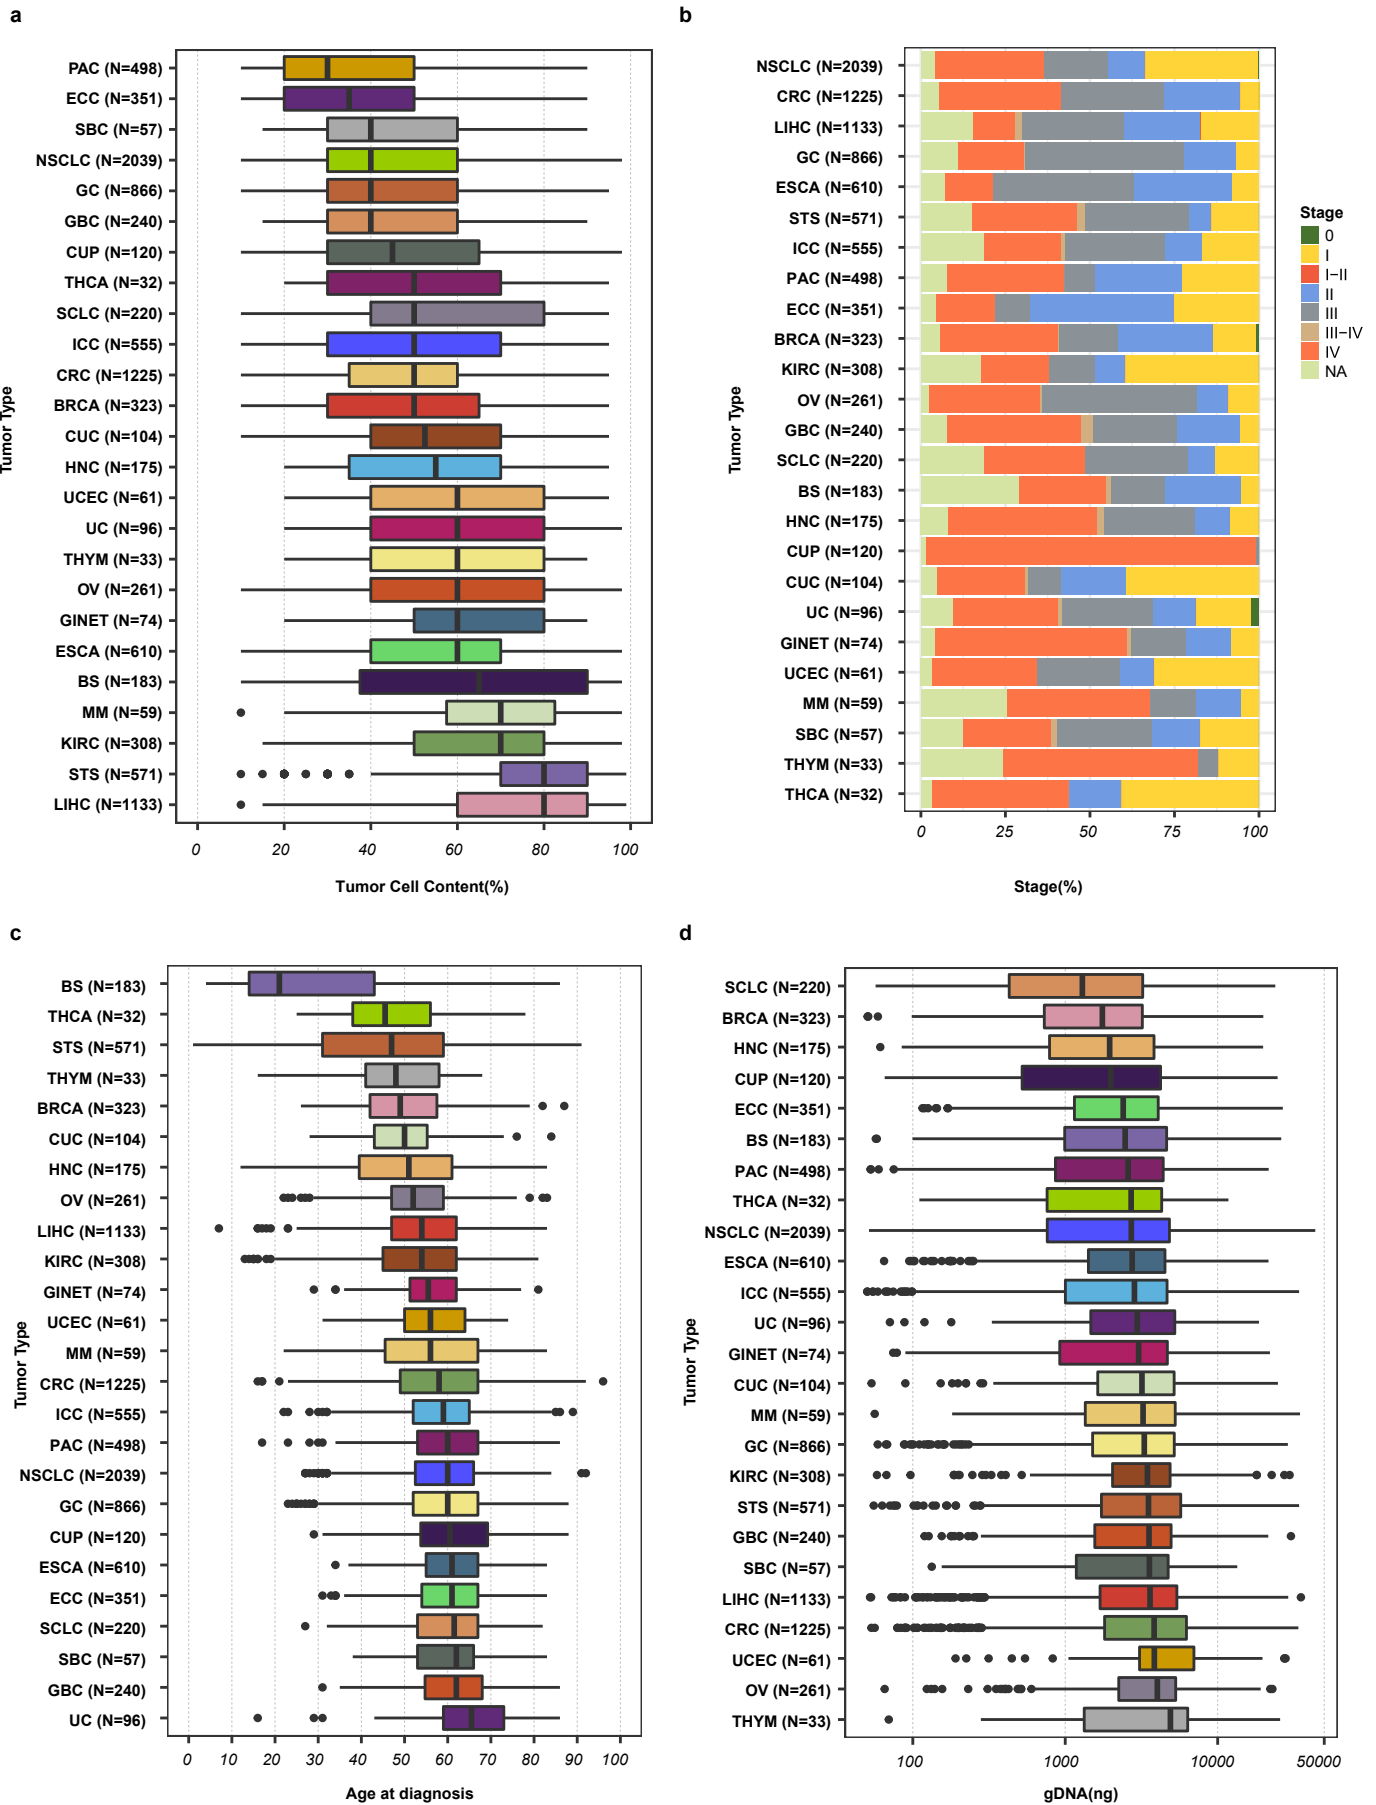 a
PAC (N=498)
ECC (N=351)
SBC (N=57)
NSCLC (N=2039)
GC (N=866)
GBC (N=240)
CUP (N=120)
THCA (N=32)
SCLC (N=220)
ICC (N=555)
CRC (N=1225)
BRCA (N=323)
CUC (N=104)
HNC (N=175)
UCEC (N=61)
UC (N=96)
THYM (N=33)
OV (N=261)
GINET (N=74)
ESCA (N=610)
BS (N=183)
MM (N=59)
KIRC (N=308)
STS (N=571)
LIHC (N=1133)
Tumor Type
0 20 40 60 80 100
Tumor Cell Content(%)
b
NSCLC (N=2039)
CRC (N=1225)
LIHC (N=1133)
GC (N=866)
ESCA (N=610)
STS (N=571)
ICC (N=555)
PAC (N=498)
ECC (N=351)
BRCA (N=323)
KIRC (N=308)
OV (N=261)
GBC (N=240)
SCLC (N=220)
BS (N=183)
HNC (N=175)
CUP (N=120)
CUC (N=104)
UC (N=96)
GINET (N=74)
UCEC (N=61)
MM (N=59)
SBC (N=57)
THYM (N=33)
THCA (N=32)
Tumor Type
0 25 50 75 100
Stage(%)
Stage
0
I
I−II
II
III
III−IV
IV
NA
c
BS (N=183)
THCA (N=32)
STS (N=571)
THYM (N=33)
BRCA (N=323)
CUC (N=104)
HNC (N=175)
OV (N=261)
LIHC (N=1133)
KIRC (N=308)
GINET (N=74)
UCEC (N=61)
MM (N=59)
CRC (N=1225)
ICC (N=555)
PAC (N=498)
NSCLC (N=2039)
GC (N=866)
CUP (N=120)
ESCA (N=610)
ECC (N=351)
SCLC (N=220)
SBC (N=57)
GBC (N=240)
UC (N=96)
Tumor Type
0 10 20 30 40 50 60 70 80 90 100
Age at diagnosis
d
SCLC (N=220)
BRCA (N=323)
HNC (N=175)
CUP (N=120)
ECC (N=351)
BS (N=183)
PAC (N=498)
THCA (N=32)
NSCLC (N=2039)
ESCA (N=610)
ICC (N=555)
UC (N=96)
GINET (N=74)
CUC (N=104)
MM (N=59)
GC (N=866)
KIRC (N=308)
STS (N=571)
GBC (N=240)
SBC (N=57)
LIHC (N=1133)
CRC (N=1225)
UCEC (N=61)
OV (N=261)
THYM (N=33)
Tumor Type
100 1000 10000 50000
gDNA(ng)